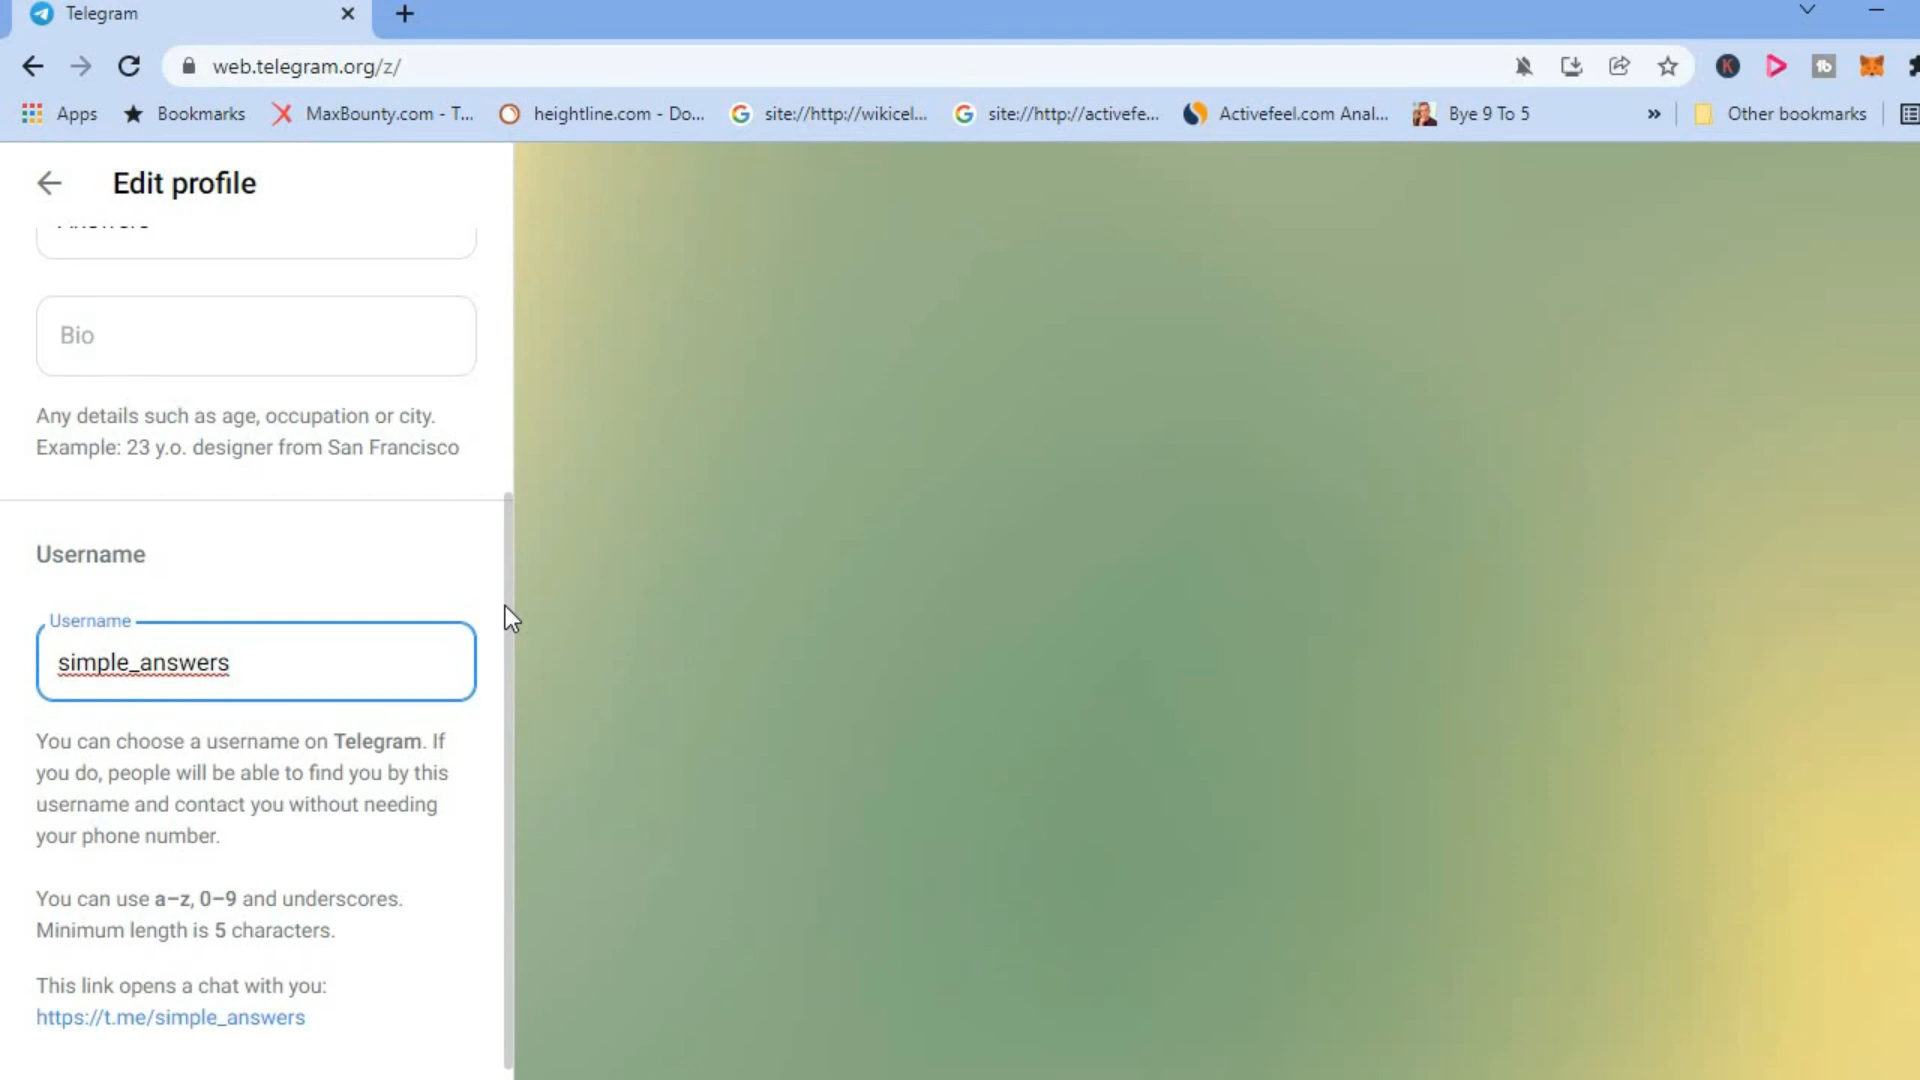 Telegram
web.telegram.org/z/
Apps
Bookmarks
MaxBounty.com - T...
heightline.com - Do...
site://http://wikicel...
site://http://activefe...
Activefeel.com Anal...
Bye 9 To 5
»
Other bookmarks
Edit profile
Answers
Bio
Any details such as age, occupation or city.
Example: 23 y.o. designer from San Francisco
Username
Username
simple_answers
You can choose a username on Telegram. If
you do, people will be able to find you by this
username and contact you without needing
your phone number.
You can use a–z, 0–9 and underscores.
Minimum length is 5 characters.
This link opens a chat with you:
https://t.me/simple_answers